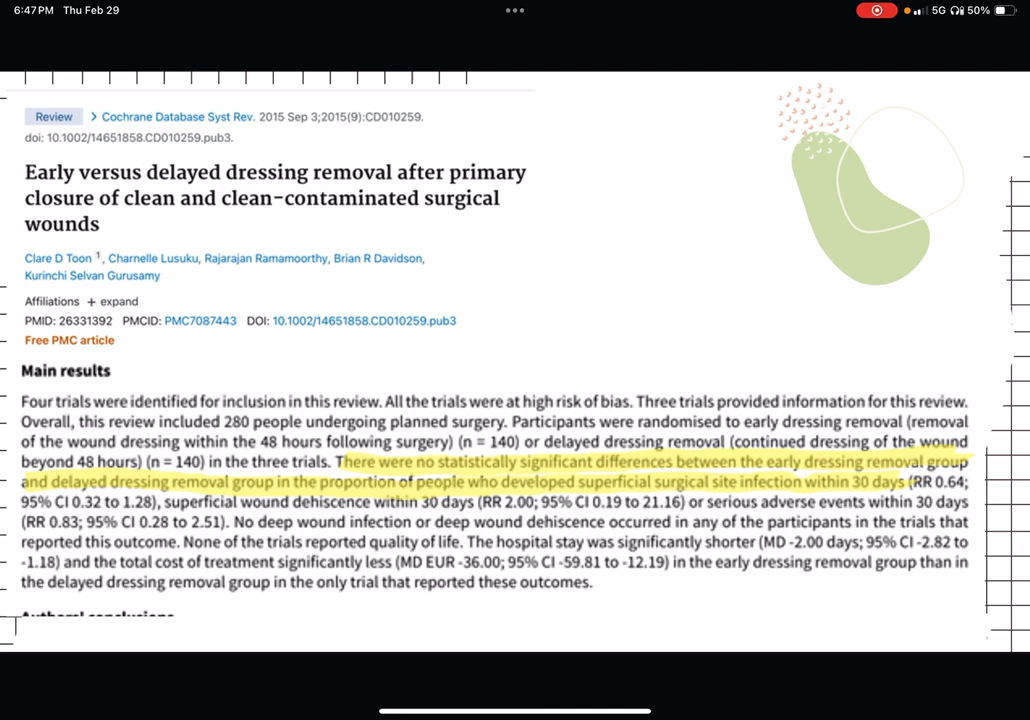 6:47 PM Thu Feb 29
5G 50%
Review > Cochrane Database Syst Rev. 2015 Sep 3;2015(9):CD010259.
doi: 10.1002/14651858.CD010259.pub3.
Early versus delayed dressing removal after primary
closure of clean and clean-contaminated surgical
wounds
Clare D Toon 1, Charnelle Lusuku, Rajarajan Ramamoorthy, Brian R Davidson,
Kurinchi Selvan Gurusamy
Affiliations + expand
PMID: 26331392 PMCID: PMC7087443 DOI: 10.1002/14651858.CD010259.pub3
Free PMC article
Main results
Four trials were identified for inclusion in this review. All the trials were at high risk of bias. Three trials provided information for this review.
Overall, this review included 280 people undergoing planned surgery. Participants were randomised to early dressing removal (removal
of the wound dressing within the 48 hours following surgery) (n = 140) or delayed dressing removal (continued dressing of the wound
beyond 48 hours) (n = 140) in the three trials. There were no statistically significant differences between the early dressing removal group
and delayed dressing removal group in the proportion of people who developed superficial surgical site infection within 30 days (RR 0.64;
95% CI 0.32 to 1.28), superficial wound dehiscence within 30 days (RR 2.00; 95% CI 0.19 to 21.16) or serious adverse events within 30 days
(RR 0.83; 95% CI 0.28 to 2.51). No deep wound infection or deep wound dehiscence occurred in any of the participants in the trials that
reported this outcome. None of the trials reported quality of life. The hospital stay was significantly shorter (MD -2.00 days; 95% CI -2.82 to
-1.18) and the total cost of treatment significantly less (MD EUR -36.00; 95% CI -59.81 to -12.19) in the early dressing removal group than in
the delayed dressing removal group in the only trial that reported these outcomes.